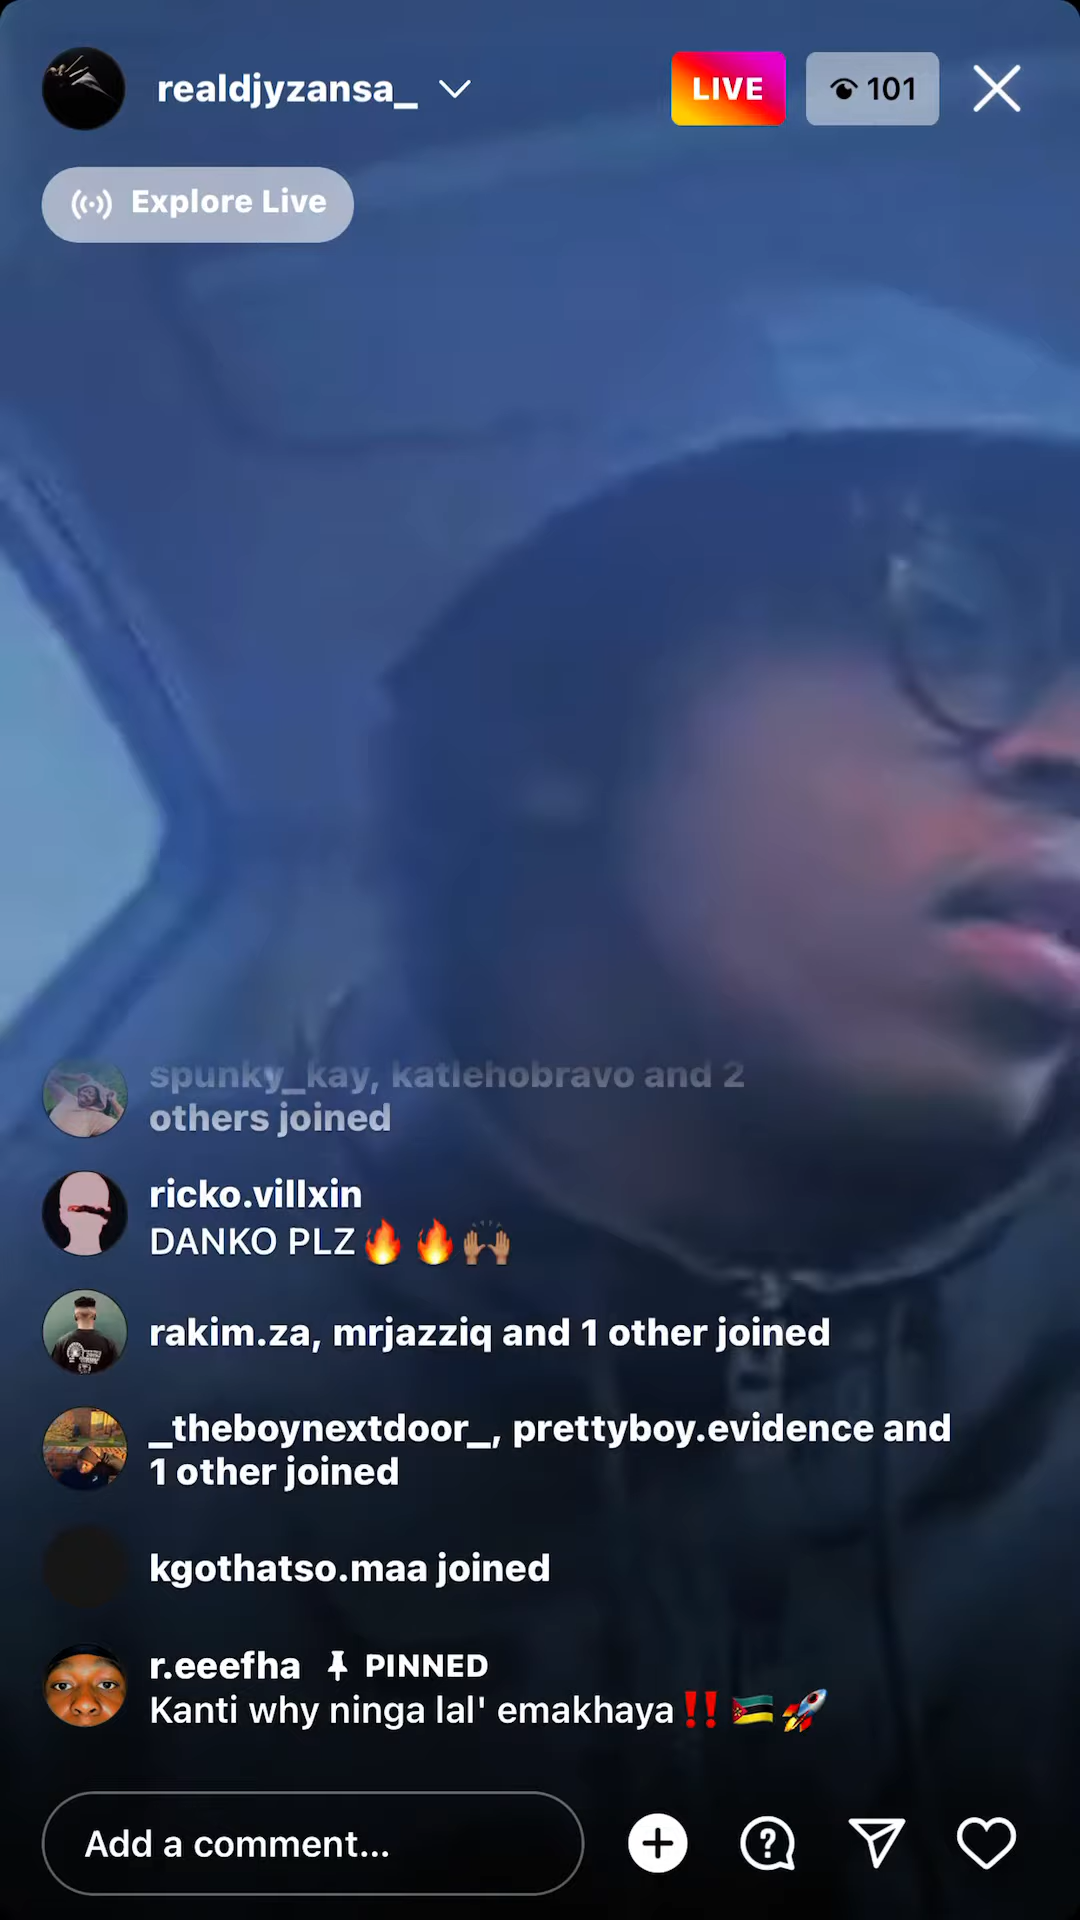 realdjyzansa_
LIVE
101
Explore Live
spunky_kay, katlehobravo and 2
others joined
ricko.villxin
DANKO PLZ🔥🔥🙌🏽
rakim.za, mrjazziq and 1 other joined
_theboynextdoor_, prettyboy.evidence and
1 other joined
kgothatso.maa joined
r.eeefha PINNED
Kanti why ninga lal' emakhaya‼️🇲🇿🚀
Add a comment...